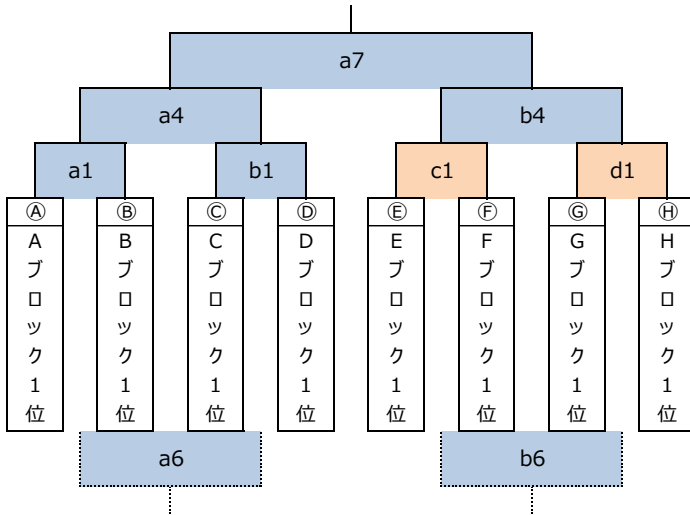 a7
a4 b4
a1 b1 c1 d1
Ⓐ Ⓑ Ⓒ Ⓓ Ⓔ Ⓕ Ⓖ Ⓗ
Aブロック1位
Bブロック1位
Cブロック1位
Dブロック1位
Eブロック1位
Fブロック1位
Gブロック1位
Hブロック1位
a6 b6